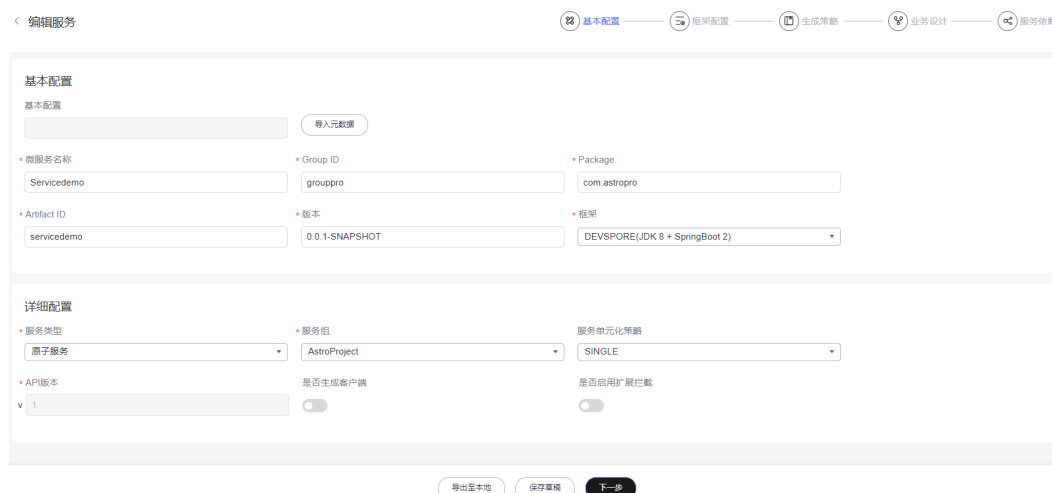 编辑服务
基本配置
框架配置
生成策略
业务设计
服务依赖
基本配置
基本配置
导入元数据
* 微服务名称 * Group ID * Package
Servicedemo grouppro com.astropro
* Artifact ID * 版本 * 框架
servicedemo 0.0.1-SNAPSHOT DEVSPORE(JDK 8 + SpringBoot 2)
详细配置
* 服务类型 * 服务组 服务单元化策略
原子服务 AstroProject SINGLE
* API版本 是否生成客户端 是否启用扩展拦截
v 1
导出至本地 保存草稿 下一步